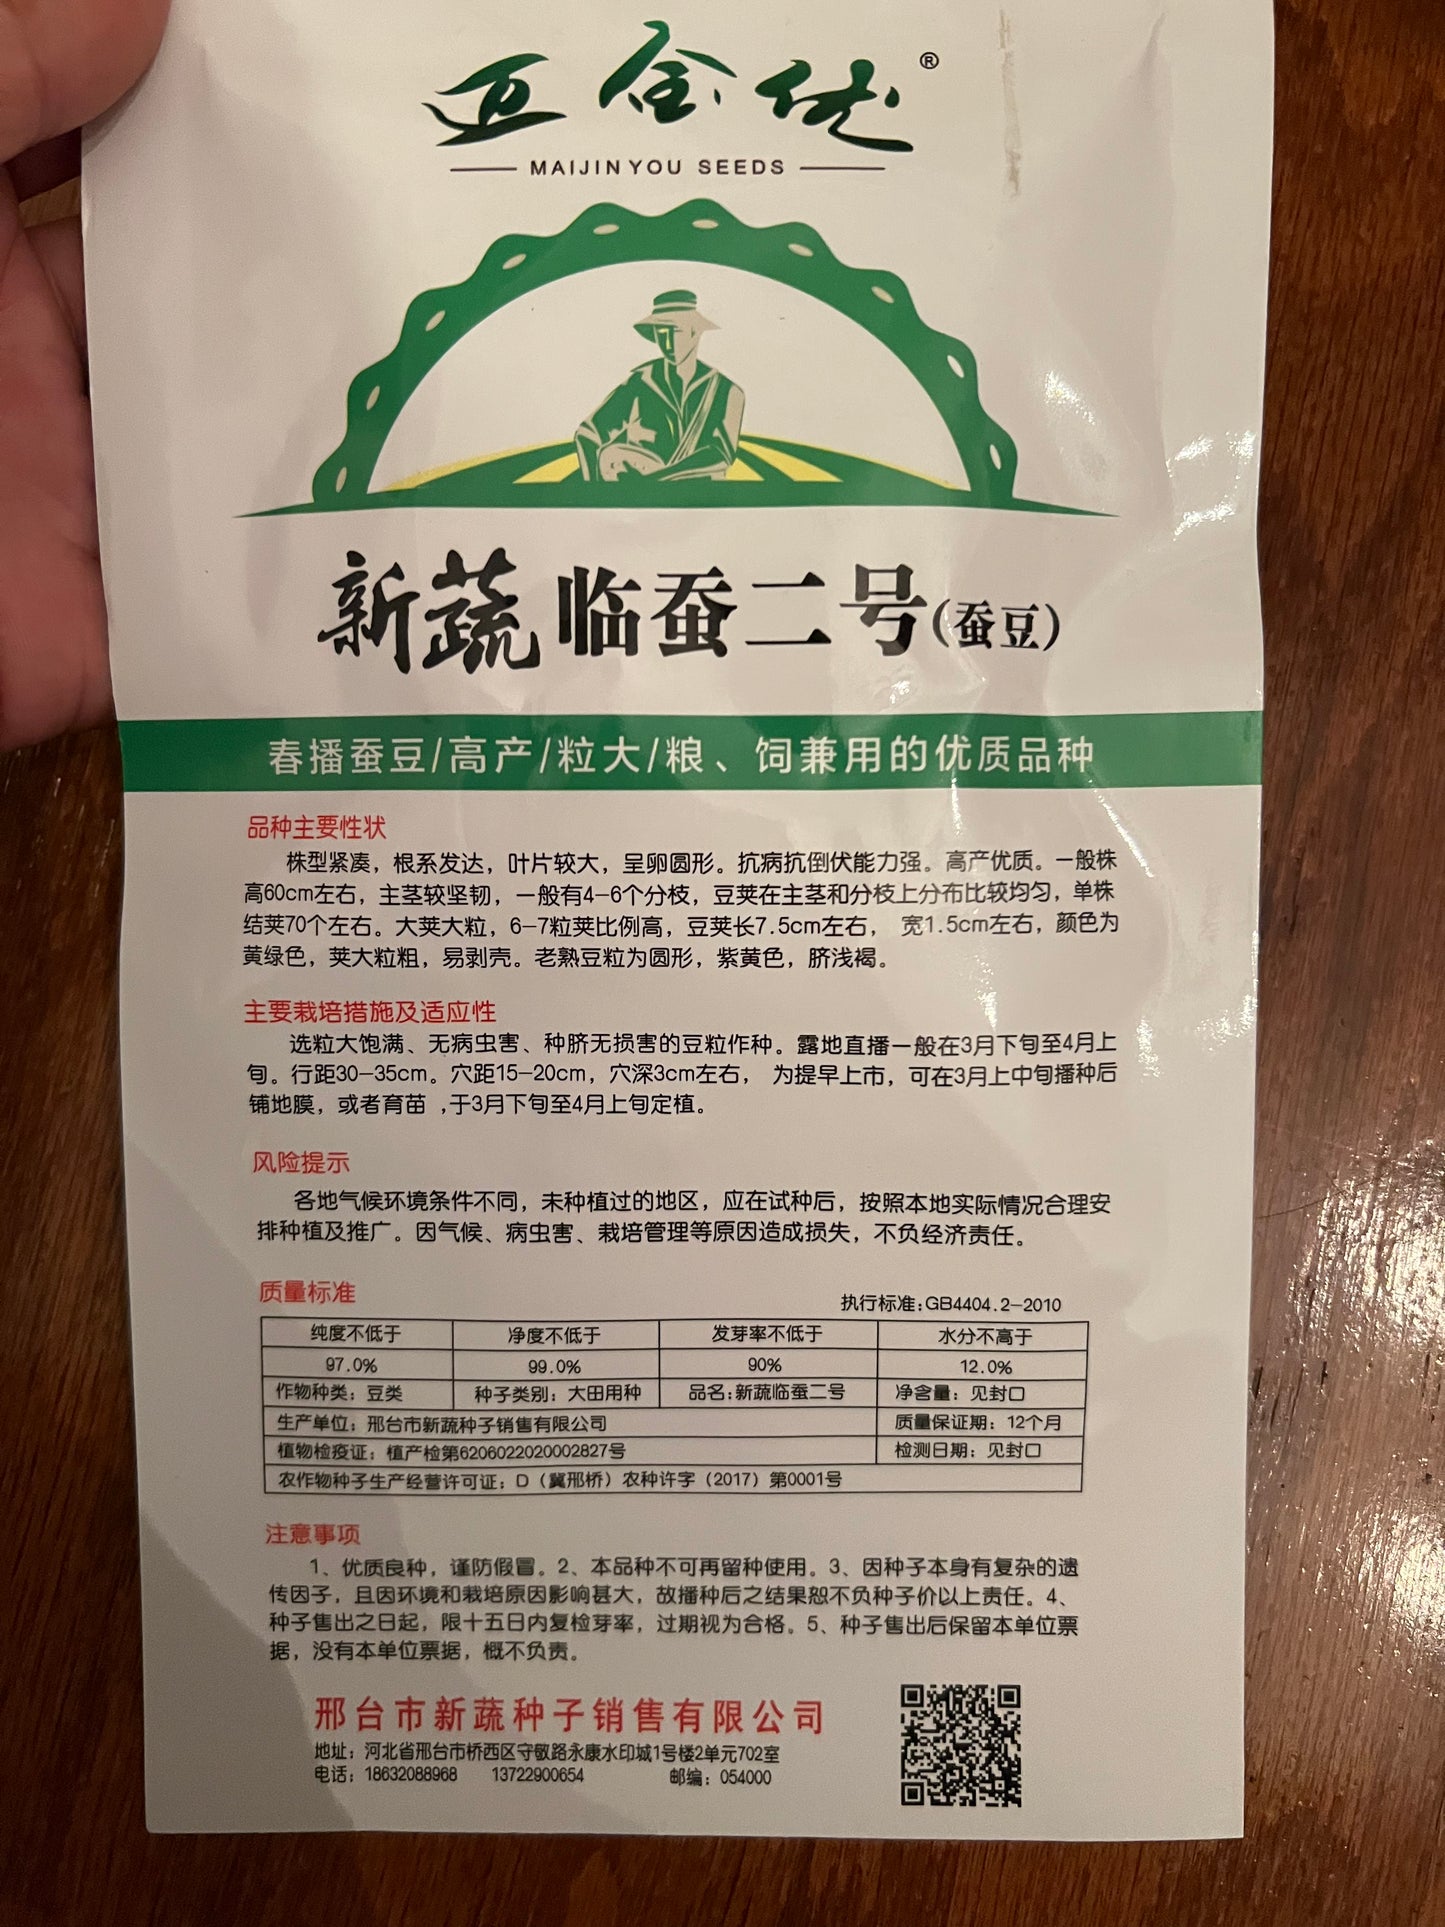 迈金优®
MAIJINYOU SEEDS
新蔬 临蚕二号(蚕豆)
春播蚕豆/高产/粒大/粮、饲兼用的优质品种
品种主要性状
株型紧凑，根系发达，叶片较大，呈卵圆形。抗病抗倒伏能力强。高产优质。一般株
高60cm左右，主茎较坚韧，一般有4-6个分枝，豆荚在主茎和分枝上分布比较均匀，单株
结荚70个左右。大荚大粒，6-7粒荚比例高，豆荚长7.5cm左右， 宽1.5cm左右，颜色为
黄绿色，荚大粒粗，易剥壳。老熟豆粒为圆形，紫黄色，脐浅褐。
主要栽培措施及适应性
选粒大饱满、无病虫害、种脐无损害的豆粒作种。露地直播一般在3月下旬至4月上
旬。行距30-35cm。穴距15-20cm，穴深3cm左右， 为提早上市，可在3月上中旬播种后
铺地膜，或者育苗 ,于3月下旬至4月上旬定植。
风险提示
各地气候环境条件不同，未种植过的地区，应在试种后，按照本地实际情况合理安
排种植及推广。因气候、病虫害、栽培管理等原因造成损失，不负经济责任。
质量标准
执行标准:GB4404.2-2010
纯度不低于 净度不低于 发芽率不低于 水分不高于
97.0% 99.0% 90% 12.0%
作物种类：豆类 种子类别：大田用种 品名:新蔬临蚕二号 净含量：见封口
生产单位：邢台市新蔬种子销售有限公司 质量保证期：12个月
植物检疫证：植产检第6206022020002827号 检测日期：见封口
农作物种子生产经营许可证：D（冀邢桥）农种许字（2017）第0001号
注意事项
1、优质良种，谨防假冒。2、本品种不可再留种使用。3、因种子本身有复杂的遗
传因子，且因环境和栽培原因影响甚大，故播种后之结果恕不负种子价以上责任。4、
种子售出之日起，限十五日内复检芽率，过期视为合格。5、种子售出后保留本单位票
据，没有本单位票据，概不负责。
邢台市新蔬种子销售有限公司
地址：河北省邢台市桥西区守敬路永康水印城1号楼2单元702室
电话：18632088968 13722900654 邮编：054000